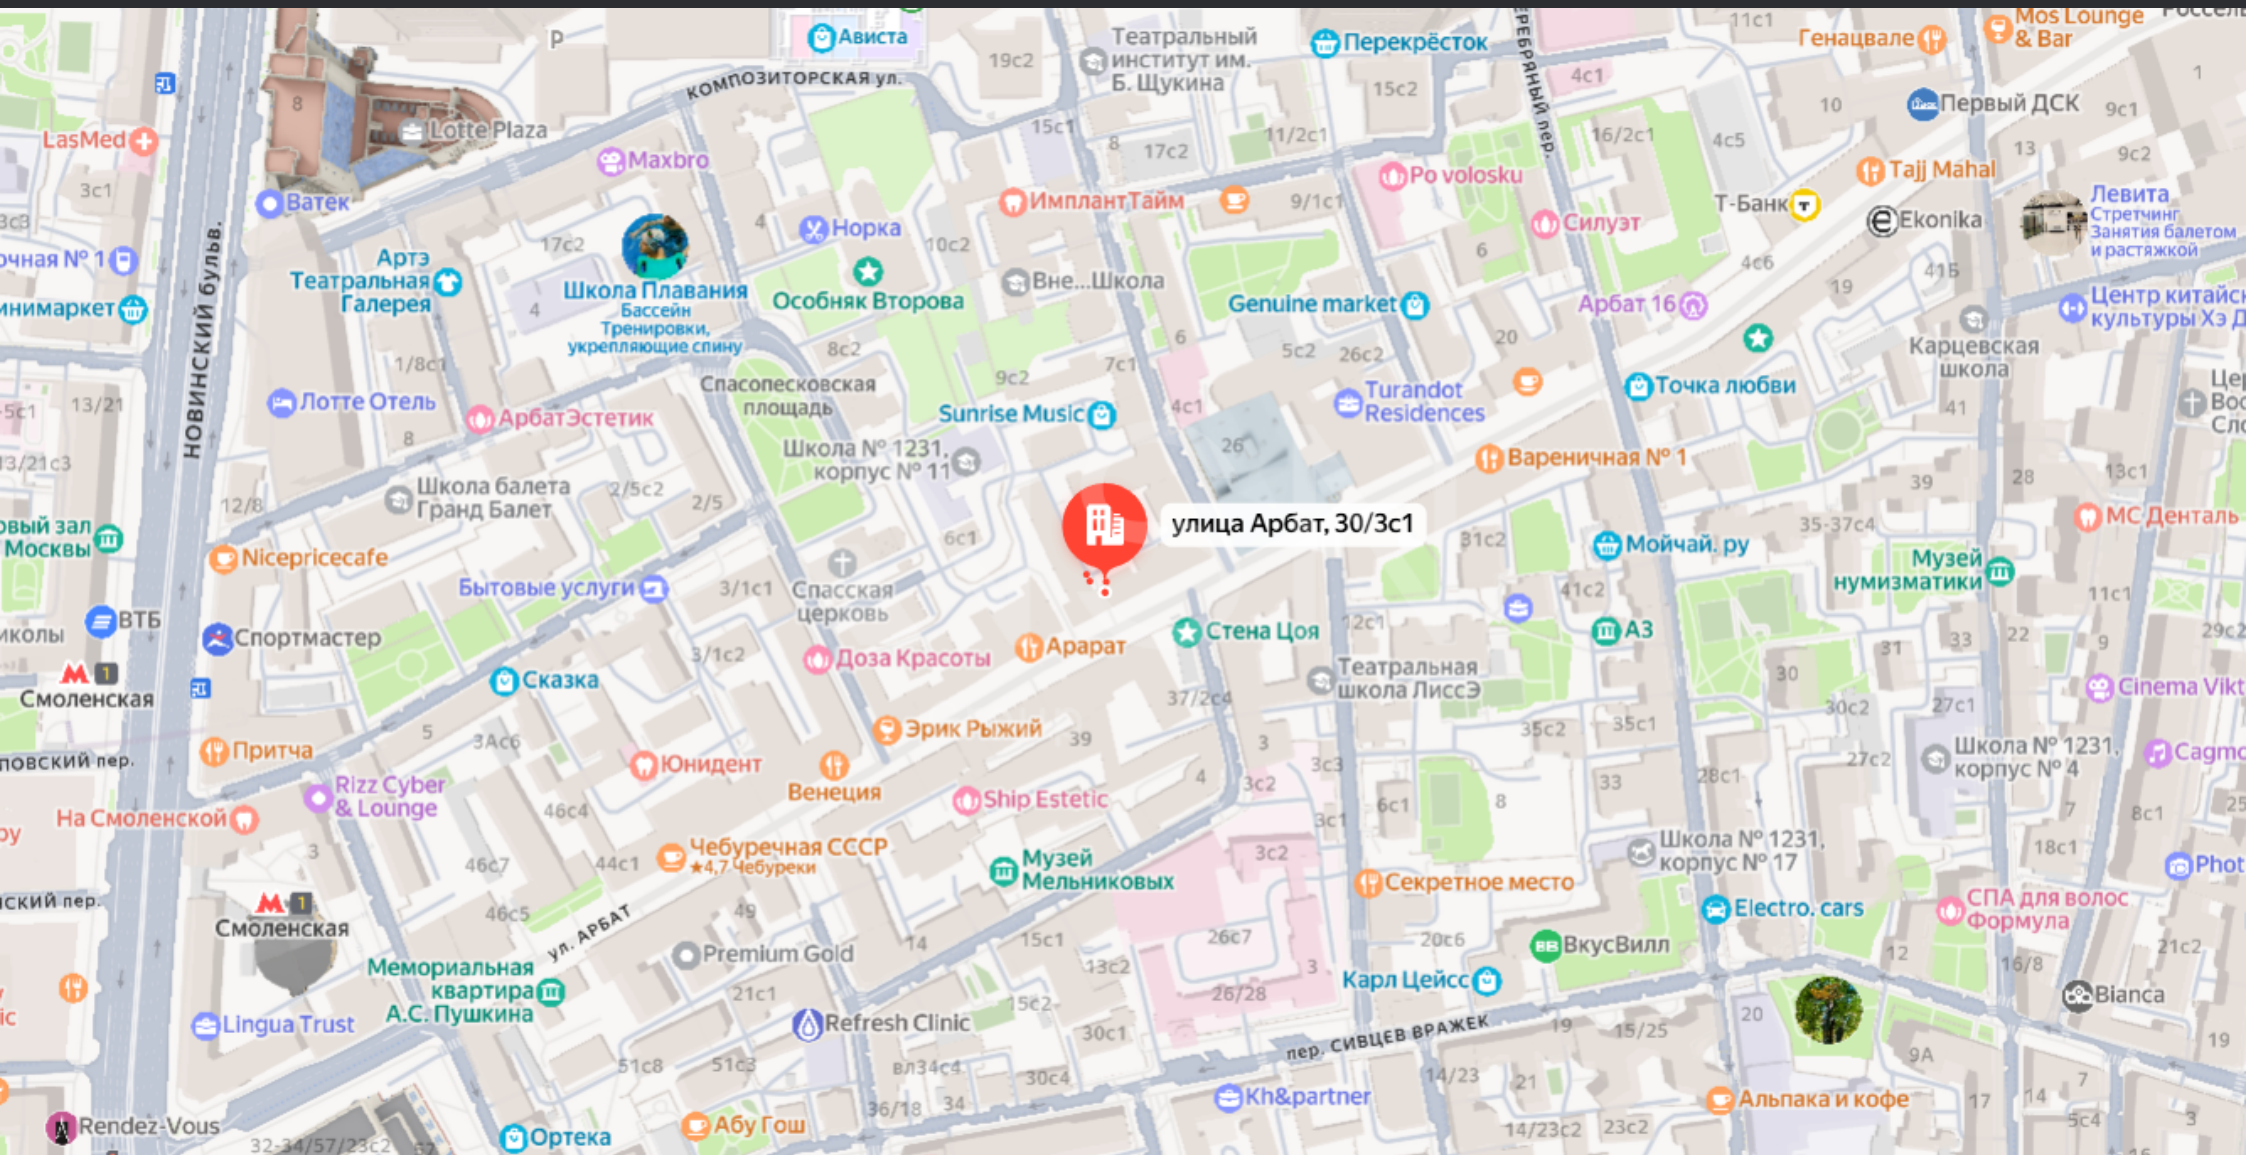 Ависта
Театральный
институт им.
Б. Щукина
Перекрёсток
Генацвале
Mos Lounge
& Bar
11с1
19с2
15с2
4с1
КОМПОЗИТОРСКАЯ ул.
P
8
Lotte Plaza
LasMed
3с1
Ватек
Maxbro
15с1
8
17с2
11/2с1
16/2с1
10
4с5
Первый ДСК
1
9с1
13
9с2
Tajj Mahal
Po volosku
ИмплантТайм
9/1с1
Силуэт
Т-Банк
Ekonika
Левита
Стретчинг
Занятия балетом
и растяжкой
4
Норка
10с2
17с2
Артэ
Театральная
Галерея
4
Школа Плавания
Бассейн
Тренировки,
укрепляющие спину
Особняк Второва
Вне...Школа
6
Genuine market
Арбат 16
4с6
19
41Б
НОВИНСКИЙ бульв.
1/8с1
8с2
9с2
7с1
6
5с2
26с2
20
Карцевская
школа
13/21
Лотте Отель
АрбатЭстетик
Спасопесковская
площадь
Sunrise Music
4с1
Turandot
Residences
Точка любви
41
8
26
Вареничная № 1
Школа № 1231,
корпус № 11
28
13с1
39
12/8
Школа балета
Гранд Балет
2/5с2
2/5
улица Арбат, 30/3с1
31с2
35-37с4
МС Денталь
Nicepricecafe
6с1
Мойчай. ру
Музей
нумизматики
Бытовые услуги
3/1с1
Спасская
церковь
41с2
11с1
ВТБ
Спортмастер
Стена Цоя
12с1
АЗ
31
33
22
9
29с2
Смоленская
1
3/1с2
Доза Красоты
Арарат
Театральная
школа ЛиссЭ
30
Cinema Vikt
Сказка
37/2с4
30с2
27с1
5
3Ас6
Эрик Рыжий
39
3
35с2
35с1
Притча
Юнидент
Венеция
4
3с3
3с2
28с1
27с2
33
Школа № 1231,
корпус № 4
Rizz Cyber
& Lounge
На Смоленской
46с4
Ship Estetic
3с1
6с1
8
7
8с1
3
46с7
44с1
Чебуречная СССР
★4,7 Чебуреки
Музей
Мельниковых
3с2
Школа № 1231,
корпус № 17
18с1
Секретное место
Electro. cars
СПА для волос
Формула
1
Смоленская
46с5
ул. АРБАТ
49
14
15с1
26с7
20с6
ВкусВилл
12
21с2
Premium Gold
Мемориальная
квартира
А.С. Пушкина
21с1
13с2
3
Карл Цейсс
16/8
Bianca
26/28
15с2
Lingua Trust
Refresh Clinic
30с1
пер. СИВЦЕВ ВРАЖЕК
19
15/25
20
9А
19
51с8
51с3
вл34с4
30с4
14/23
21
Kh&partner
Альпака и кофе
17
14
7
Rendez-Vous
32-34/57/23с2
Ортека
Абу Гош
36/18
34
14/23с2
23с2
5с4
3